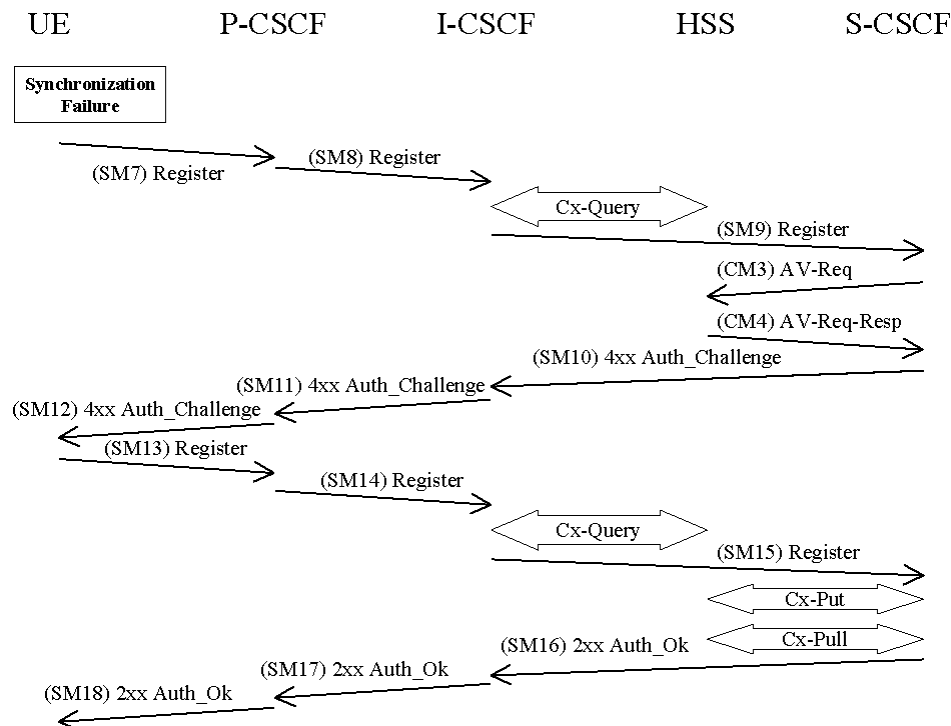 UE P-CSCF I-CSCF HSS S-CSCF
Synchronization
Failure
(SM7) Register
(SM8) Register
Cx-Query
(SM9) Register
(CM3) AV-Req
(CM4) AV-Req-Resp
(SM10) 4xx Auth_Challenge
(SM11) 4xx Auth_Challenge
(SM12) 4xx Auth_Challenge
(SM13) Register
(SM14) Register
Cx-Query
(SM15) Register
Cx-Put
Cx-Pull
(SM16) 2xx Auth_Ok
(SM17) 2xx Auth_Ok
(SM18) 2xx Auth_Ok